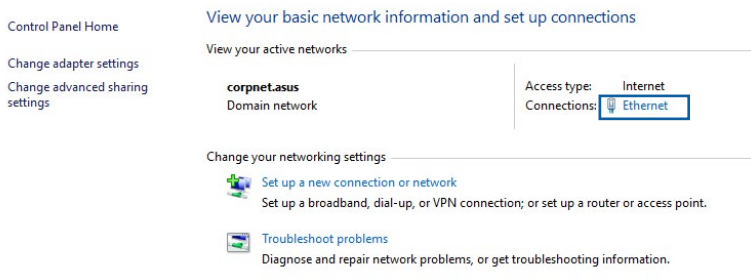 Control Panel Home
Change adapter settings
Change advanced sharing
settings
View your basic network information and set up connections
View your active networks
corpnet.asus
Domain network
Access type: Internet
Connections: Ethernet
Change your networking settings
Set up a new connection or network
Set up a broadband, dial-up, or VPN connection; or set up a router or access point.
Troubleshoot problems
Diagnose and repair network problems, or get troubleshooting information.